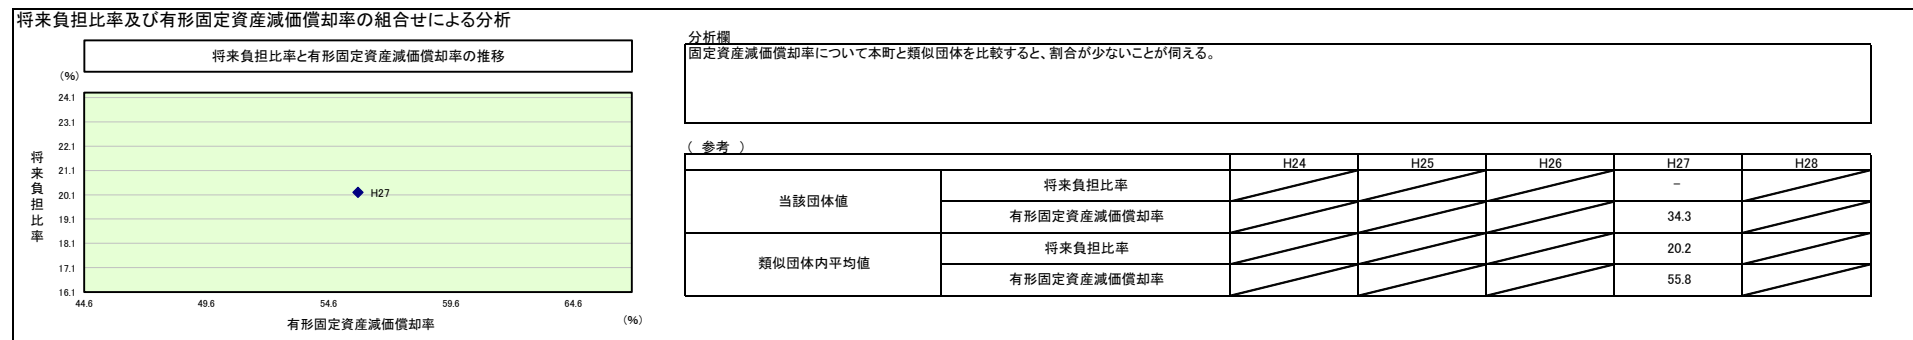 将来負担比率及び有形固定資産減価償却率の組合せによる分析
将来負担比率と有形固定資産減価償却率の推移
(%)
24.1
23.1
22.1
21.1
20.1
19.1
18.1
17.1
16.1
将来負担比率
H27
44.6 49.6 54.6 59.6 64.6
有形固定資産減価償却率
(%)
分析欄
固定資産減価償却率について本町と類似団体を比較すると、割合が少ないことが伺える。
( 参考 )
H24 H25 H26 H27 H28
当該団体値
将来負担比率 -
有形固定資産減価償却率 34.3
類似団体内平均値
将来負担比率 20.2
有形固定資産減価償却率 55.8